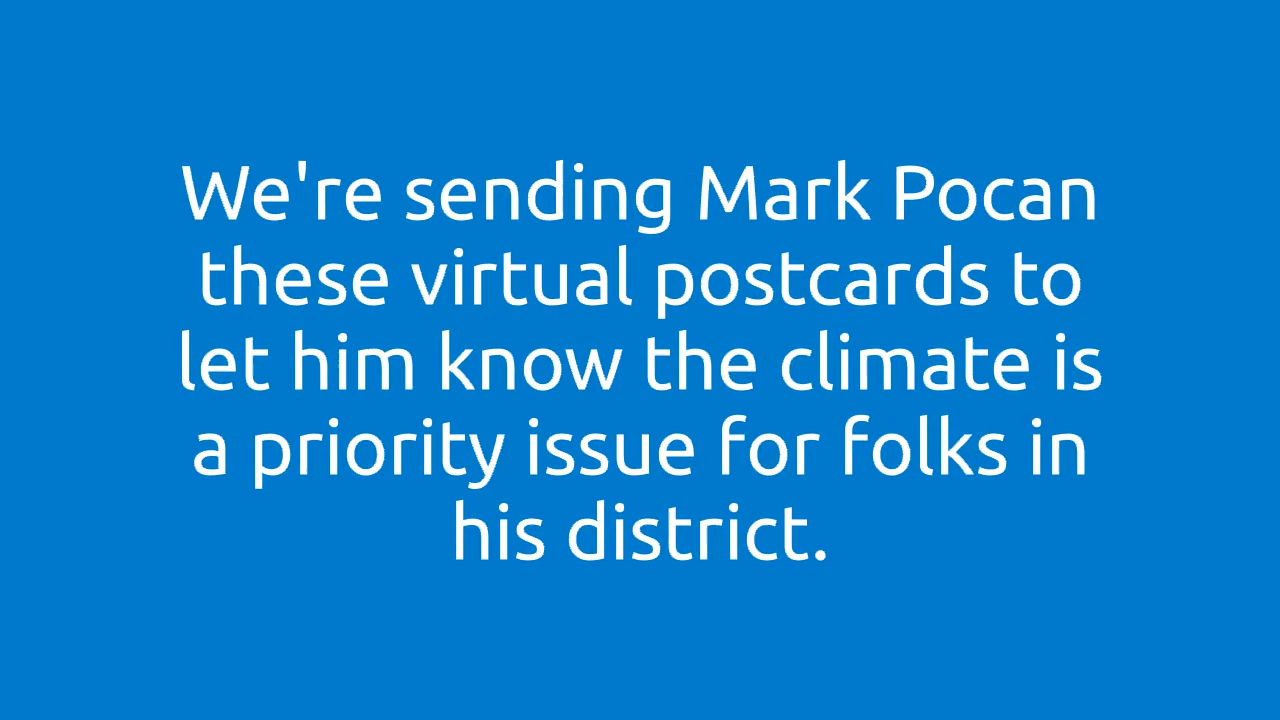 We're sending Mark Pocan
these virtual postcards to
let him know the climate is
a priority issue for folks in
his district.